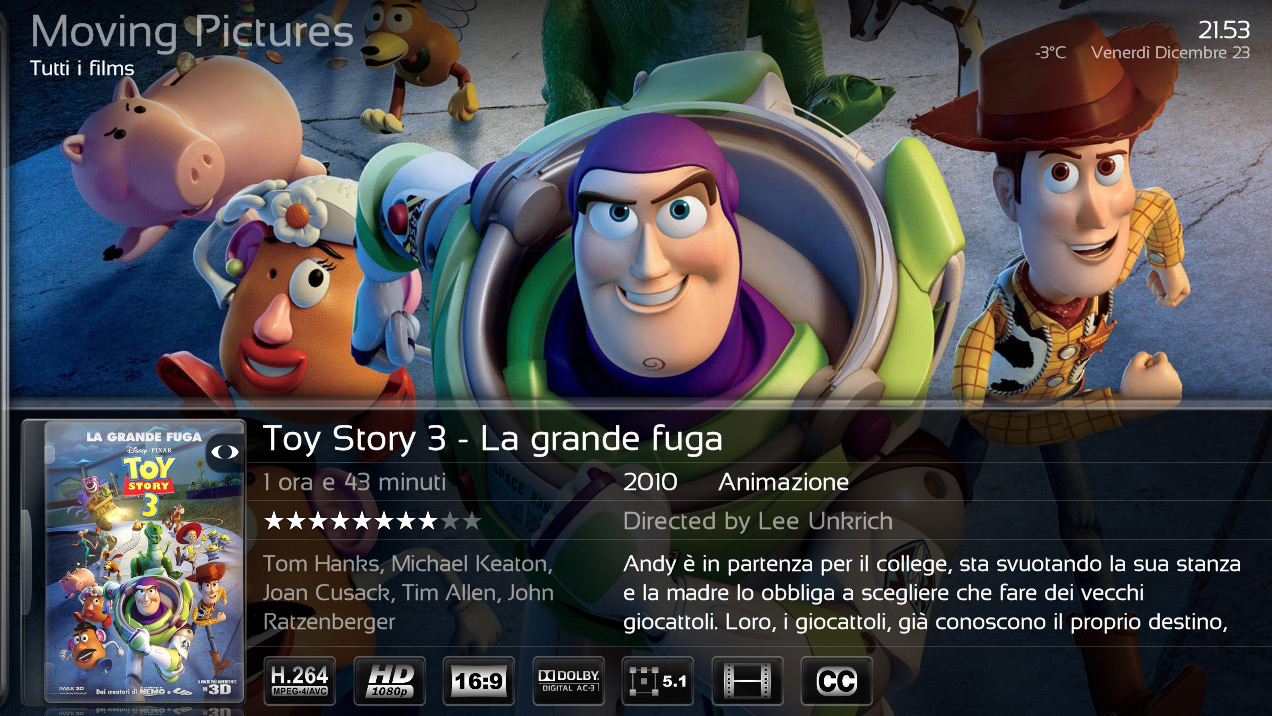 Moving Pictures
21.53
Tutti i films
-3°C Venerdì Dicembre 23
Toy Story 3 - La grande fuga
1 ora e 43 minuti
2010 Animazione
Directed by Lee Unkrich
Tom Hanks, Michael Keaton,
Joan Cusack, Tim Allen, John
Ratzenberger
Andy è in partenza per il college, sta svuotando la sua stanza
e la madre lo obbliga a scegliere che fare dei vecchi
giocattoli. Loro, i giocattoli, già conoscono il proprio destino,
LA GRANDE FUGA
Disney · PIXAR
TOY
STORY
3
IMAX 3D
Dai creatori di NEMO
IN 3D
H.264
MPEG-4/AVC
HD
1080p
16:9
DOLBY
DIGITAL AC-3
5.1
CC